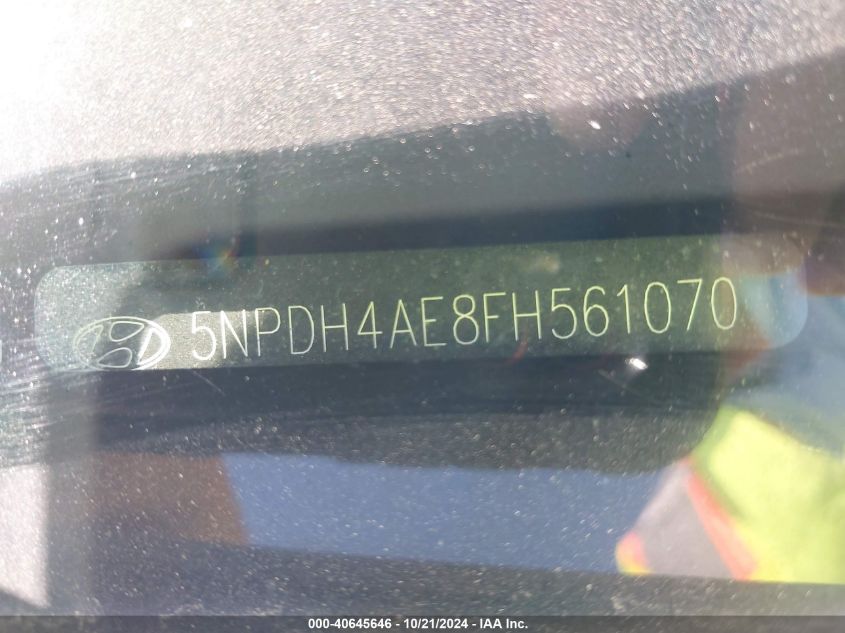 5NPDH4AE8FH561070
000-40645646 | 10/21/2024 | - IAA Inc.